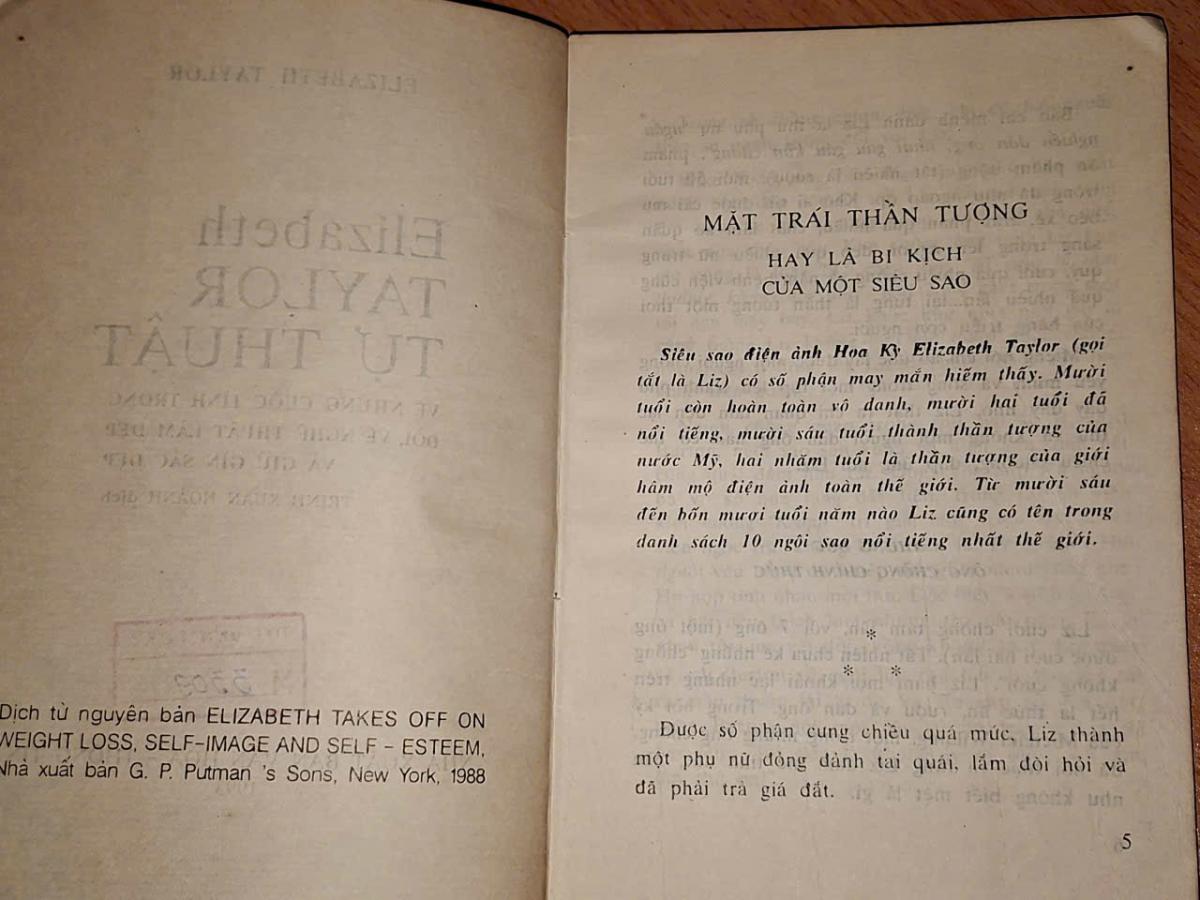 Dịch từ nguyên bản ELIZABETH TAKES OFF ON
WEIGHT LOSS, SELF-IMAGE AND SELF – ESTEEM,
Nhà xuất bản G. P. Putman 's Sons, New York, 1988
MẶT TRÁI THẦN TƯỢNG
HAY LÀ BI KỊCH
CỦA MỘT SIÊU SAO
Siêu sao điện ảnh Hoa Kỳ Elizabeth Taylor (gọi
tắt là Liz) có số phận may mắn hiếm thấy. Mười
tuổi còn hoàn toàn vô danh, mười hai tuổi đã
nổi tiếng, mười sáu tuổi thành thần tượng của
nước Mỹ, hai nhăm tuổi là thần tượng của giới
hâm mộ điện ảnh toàn thế giới. Từ mười sáu
đến bốn mươi tuổi năm nào Liz cũng có tên trong
danh sách 10 ngôi sao nổi tiếng nhất thế giới.
*
* *
Được số phận cưng chiều quá mức, Liz thành
một phụ nữ đỏng đảnh tai quái, lắm đòi hỏi và
đã phải trả giá đắt.
5